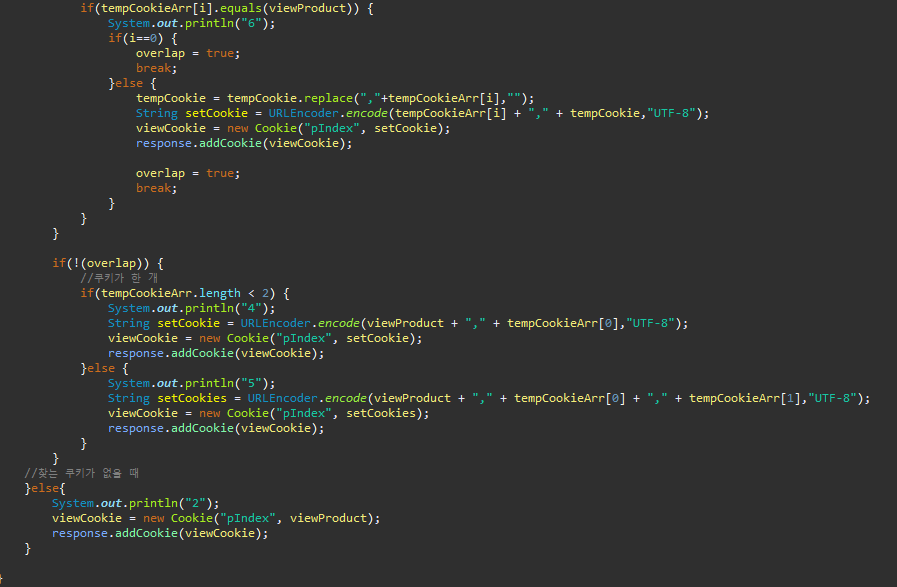 if(tempCookieArr[i].equals(viewProduct)) {
System.out.println("6");
if(i==0) {
overlap = true;
break;
}else {
tempCookie = tempCookie.replace(","+tempCookieArr[i],"");
String setCookie = URLEncoder.encode(tempCookieArr[i] + "," + tempCookie,"UTF-8");
viewCookie = new Cookie("pIndex", setCookie);
response.addCookie(viewCookie);
overlap = true;
break;
}
}
}
if(!(overlap)) {
//쿠키가 한 개
if(tempCookieArr.length < 2) {
System.out.println("4");
String setCookie = URLEncoder.encode(viewProduct + "," + tempCookieArr[0],"UTF-8");
viewCookie = new Cookie("pIndex", setCookie);
response.addCookie(viewCookie);
}else {
System.out.println("5");
String setCookies = URLEncoder.encode(viewProduct + "," + tempCookieArr[0] + "," + tempCookieArr[1],"UTF-8");
viewCookie = new Cookie("pIndex", setCookies);
response.addCookie(viewCookie);
}
}
//찾는 쿠키가 없을 때
}else{
System.out.println("2");
viewCookie = new Cookie("pIndex", viewProduct);
response.addCookie(viewCookie);
}
}